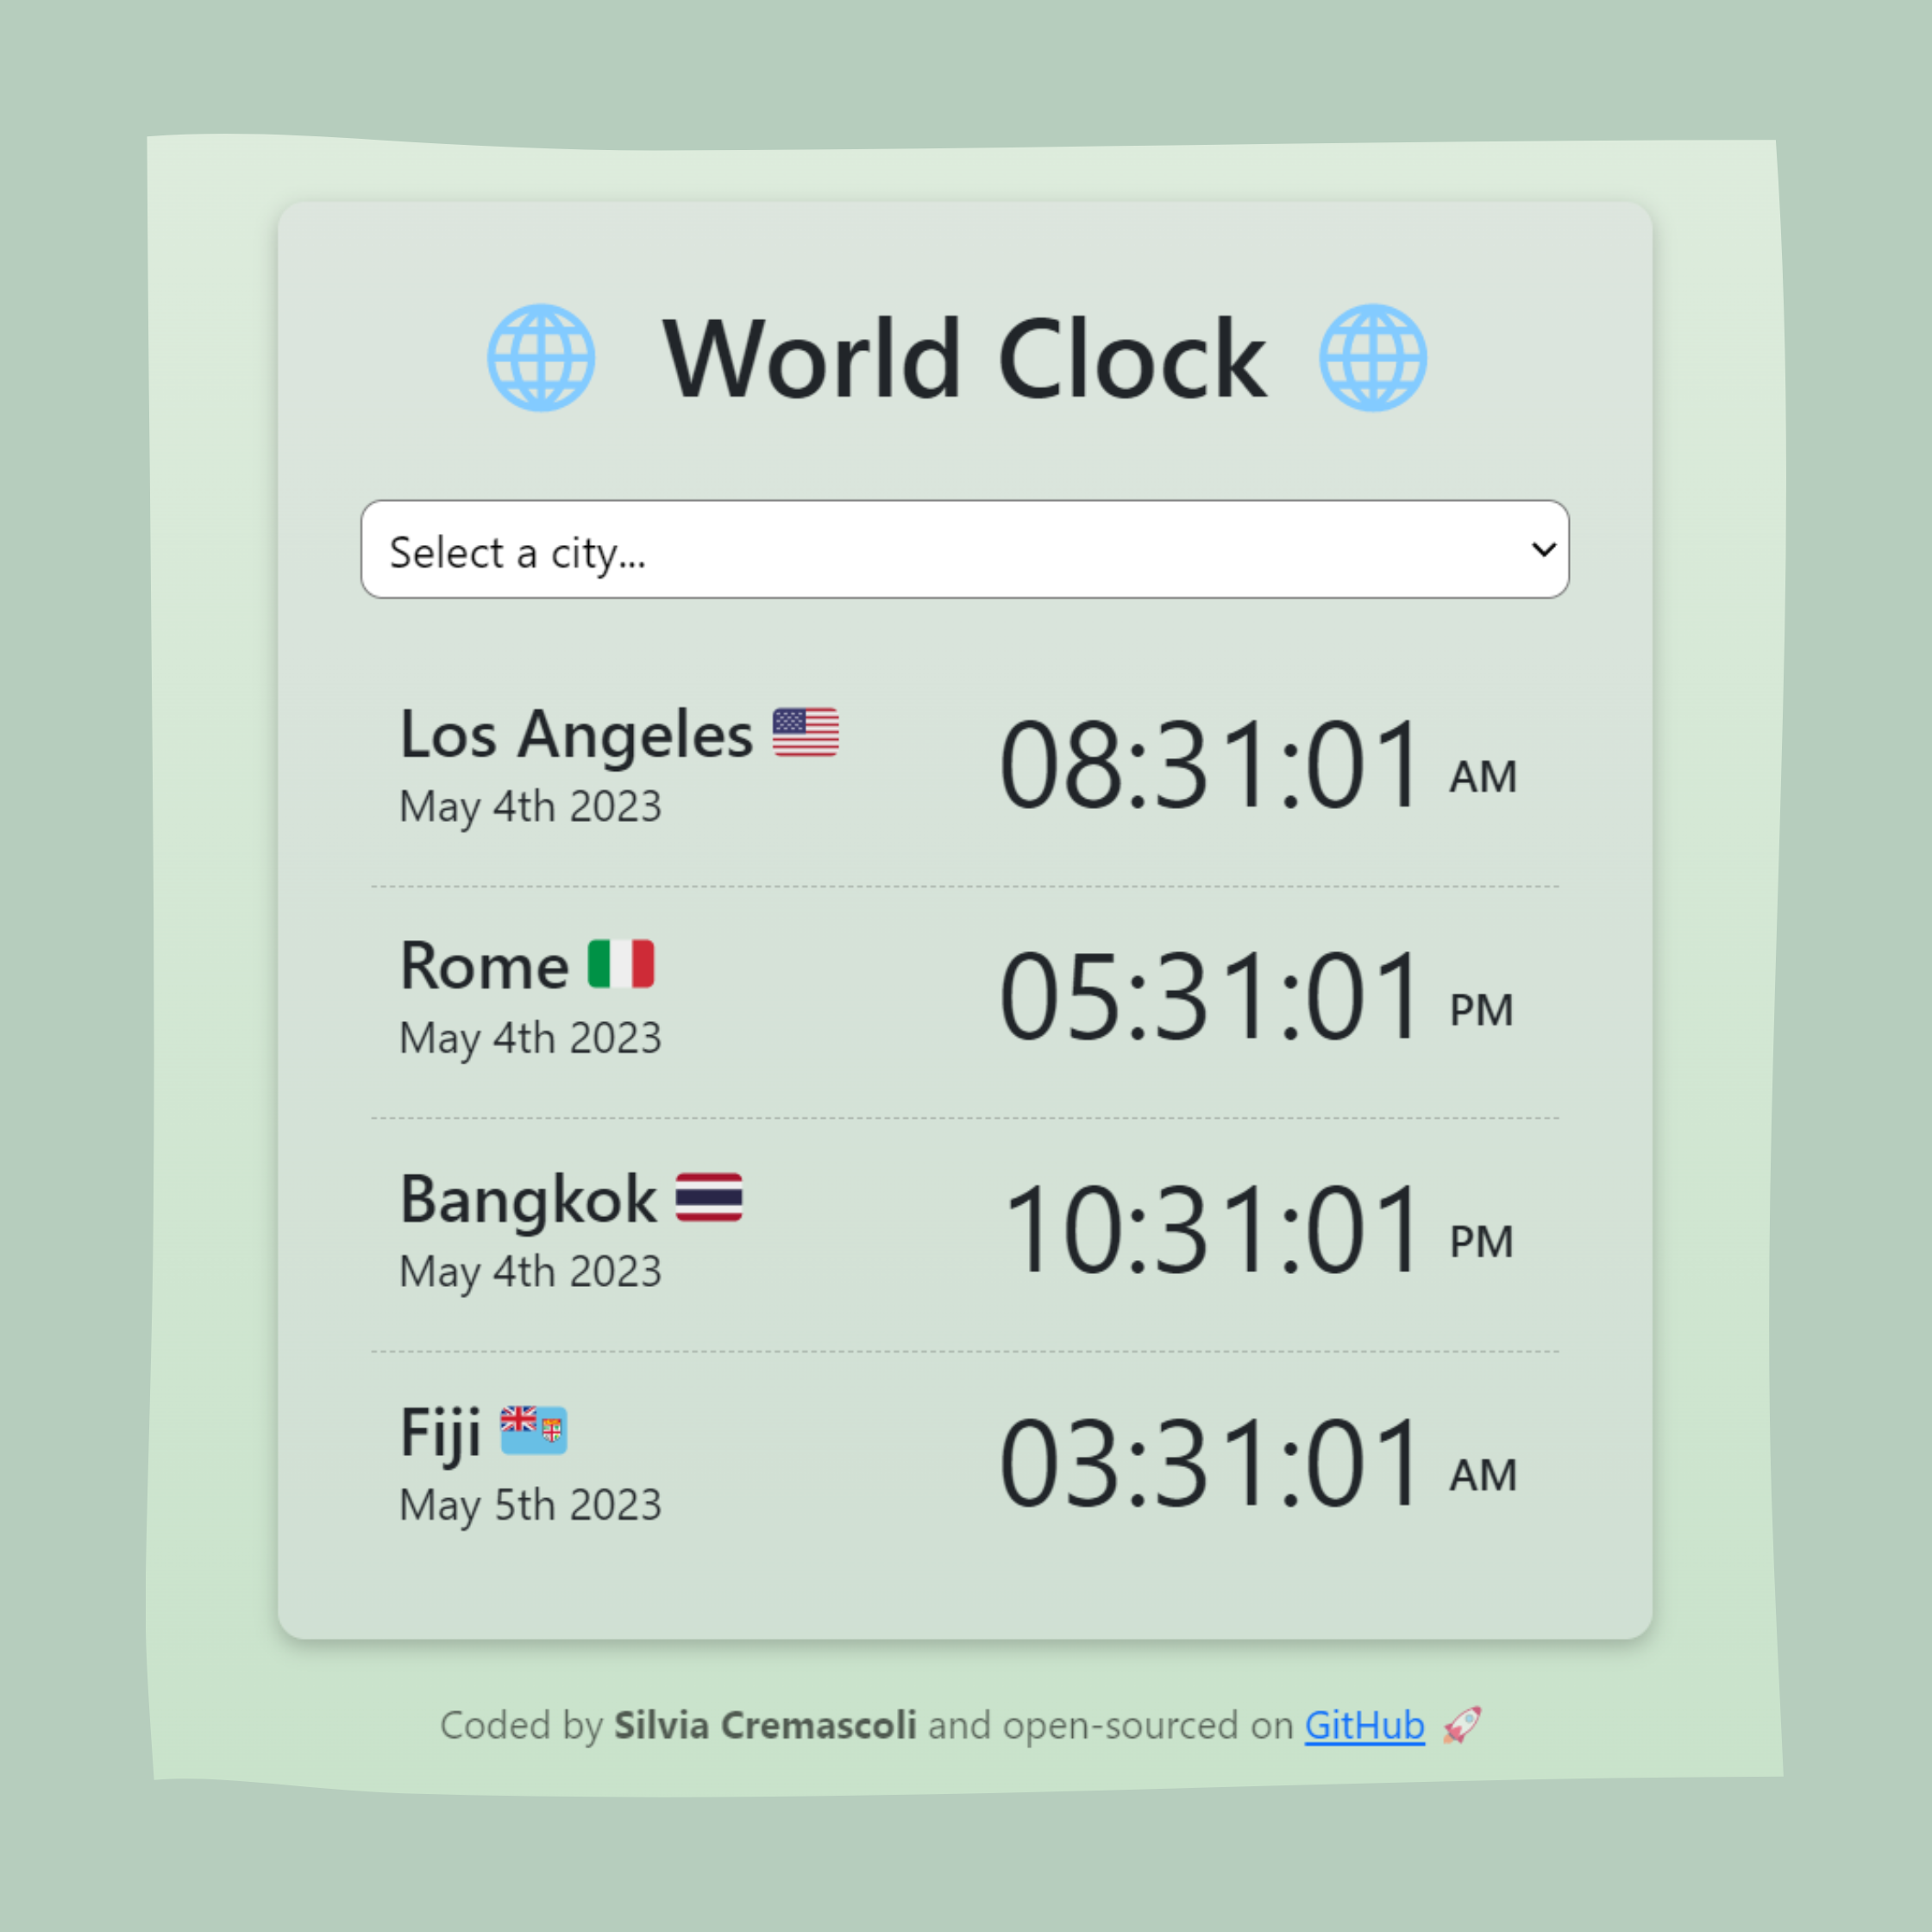 World Clock
Select a city...
Los Angeles
May 4th 2023
08:31:01 AM
Rome
May 4th 2023
05:31:01 PM
Bangkok
May 4th 2023
10:31:01 PM
Fiji
May 5th 2023
03:31:01 AM
Coded by Silvia Cremascoli and open-sourced on GitHub